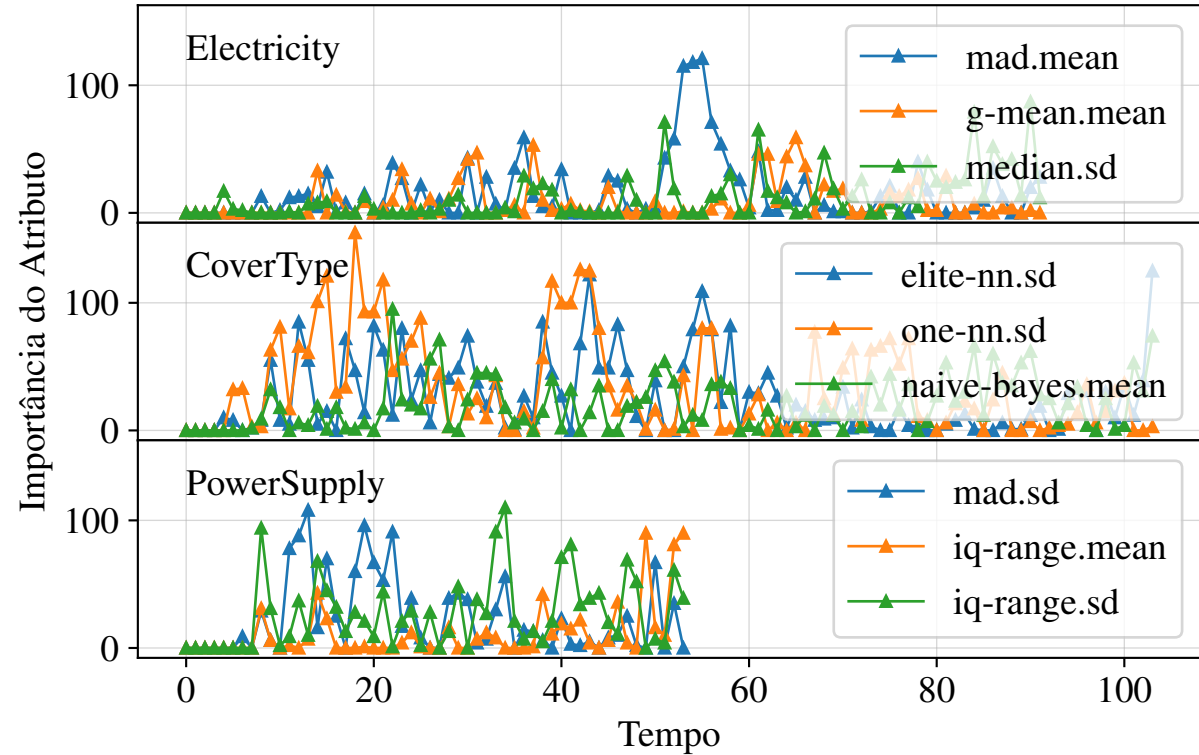 Electricity
100
0
mad.mean
g-mean.mean
median.sd
CoverType
100
0
elite-nn.sd
one-nn.sd
naive-bayes.mean
PowerSupply
100
0
mad.sd
iq-range.mean
iq-range.sd
Importância do Atributo
0 20 40 60 80 100
Tempo